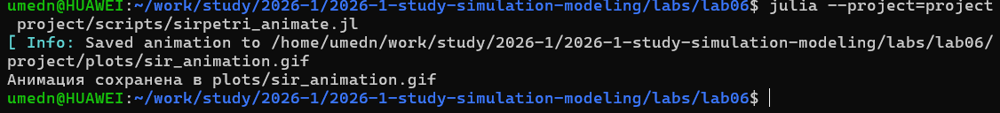 umedn@HUAWEI:~/work/study/2026-1/2026-1-study-simulation-modeling/labs/lab06$ julia --project=project
project/scripts/sirpetri_animate.jl
[ Info: Saved animation to /home/umedn/work/study/2026-1/2026-1-study-simulation-modeling/labs/lab06/
project/plots/sir_animation.gif
Анимация сохранена в plots/sir_animation.gif
umedn@HUAWEI:~/work/study/2026-1/2026-1-study-simulation-modeling/labs/lab06$